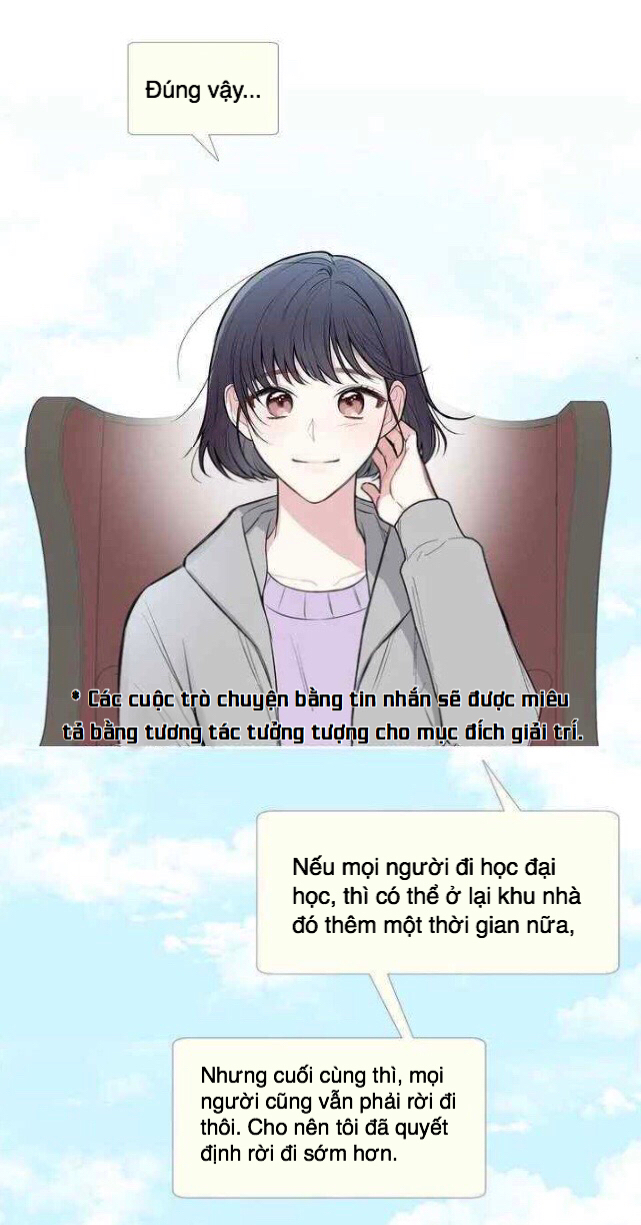 Đúng vậy...
* Các cuộc trò chuyện bằng tin nhắn sẽ được miêu
tả bằng tương tác tưởng tượng cho mục đích giải trí.
Nếu mọi người đi học đại
học, thì có thể ở lại khu nhà
đó thêm một thời gian nữa,
Nhưng cuối cùng thì, mọi
người cũng vẫn phải rời đi
thôi. Cho nên tôi đã quyết
định rời đi sớm hơn.